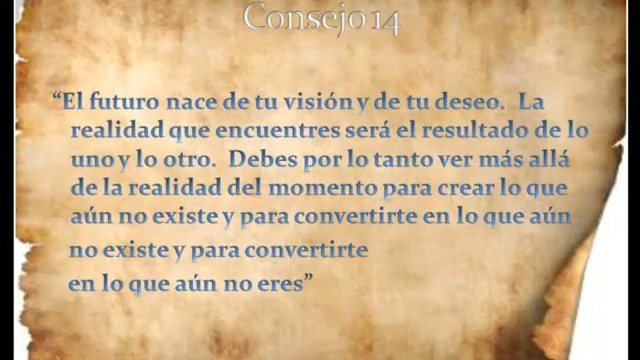 Consejo 14
“El futuro nace de tu visión y de tu deseo. La
realidad que encuentres será el resultado de lo
uno y lo otro. Debes por lo tanto ver más allá
de la realidad del momento para crear lo que
aún no existe y para convertirte en lo que aún
no existe y para convertirte
en lo que aún no eres”